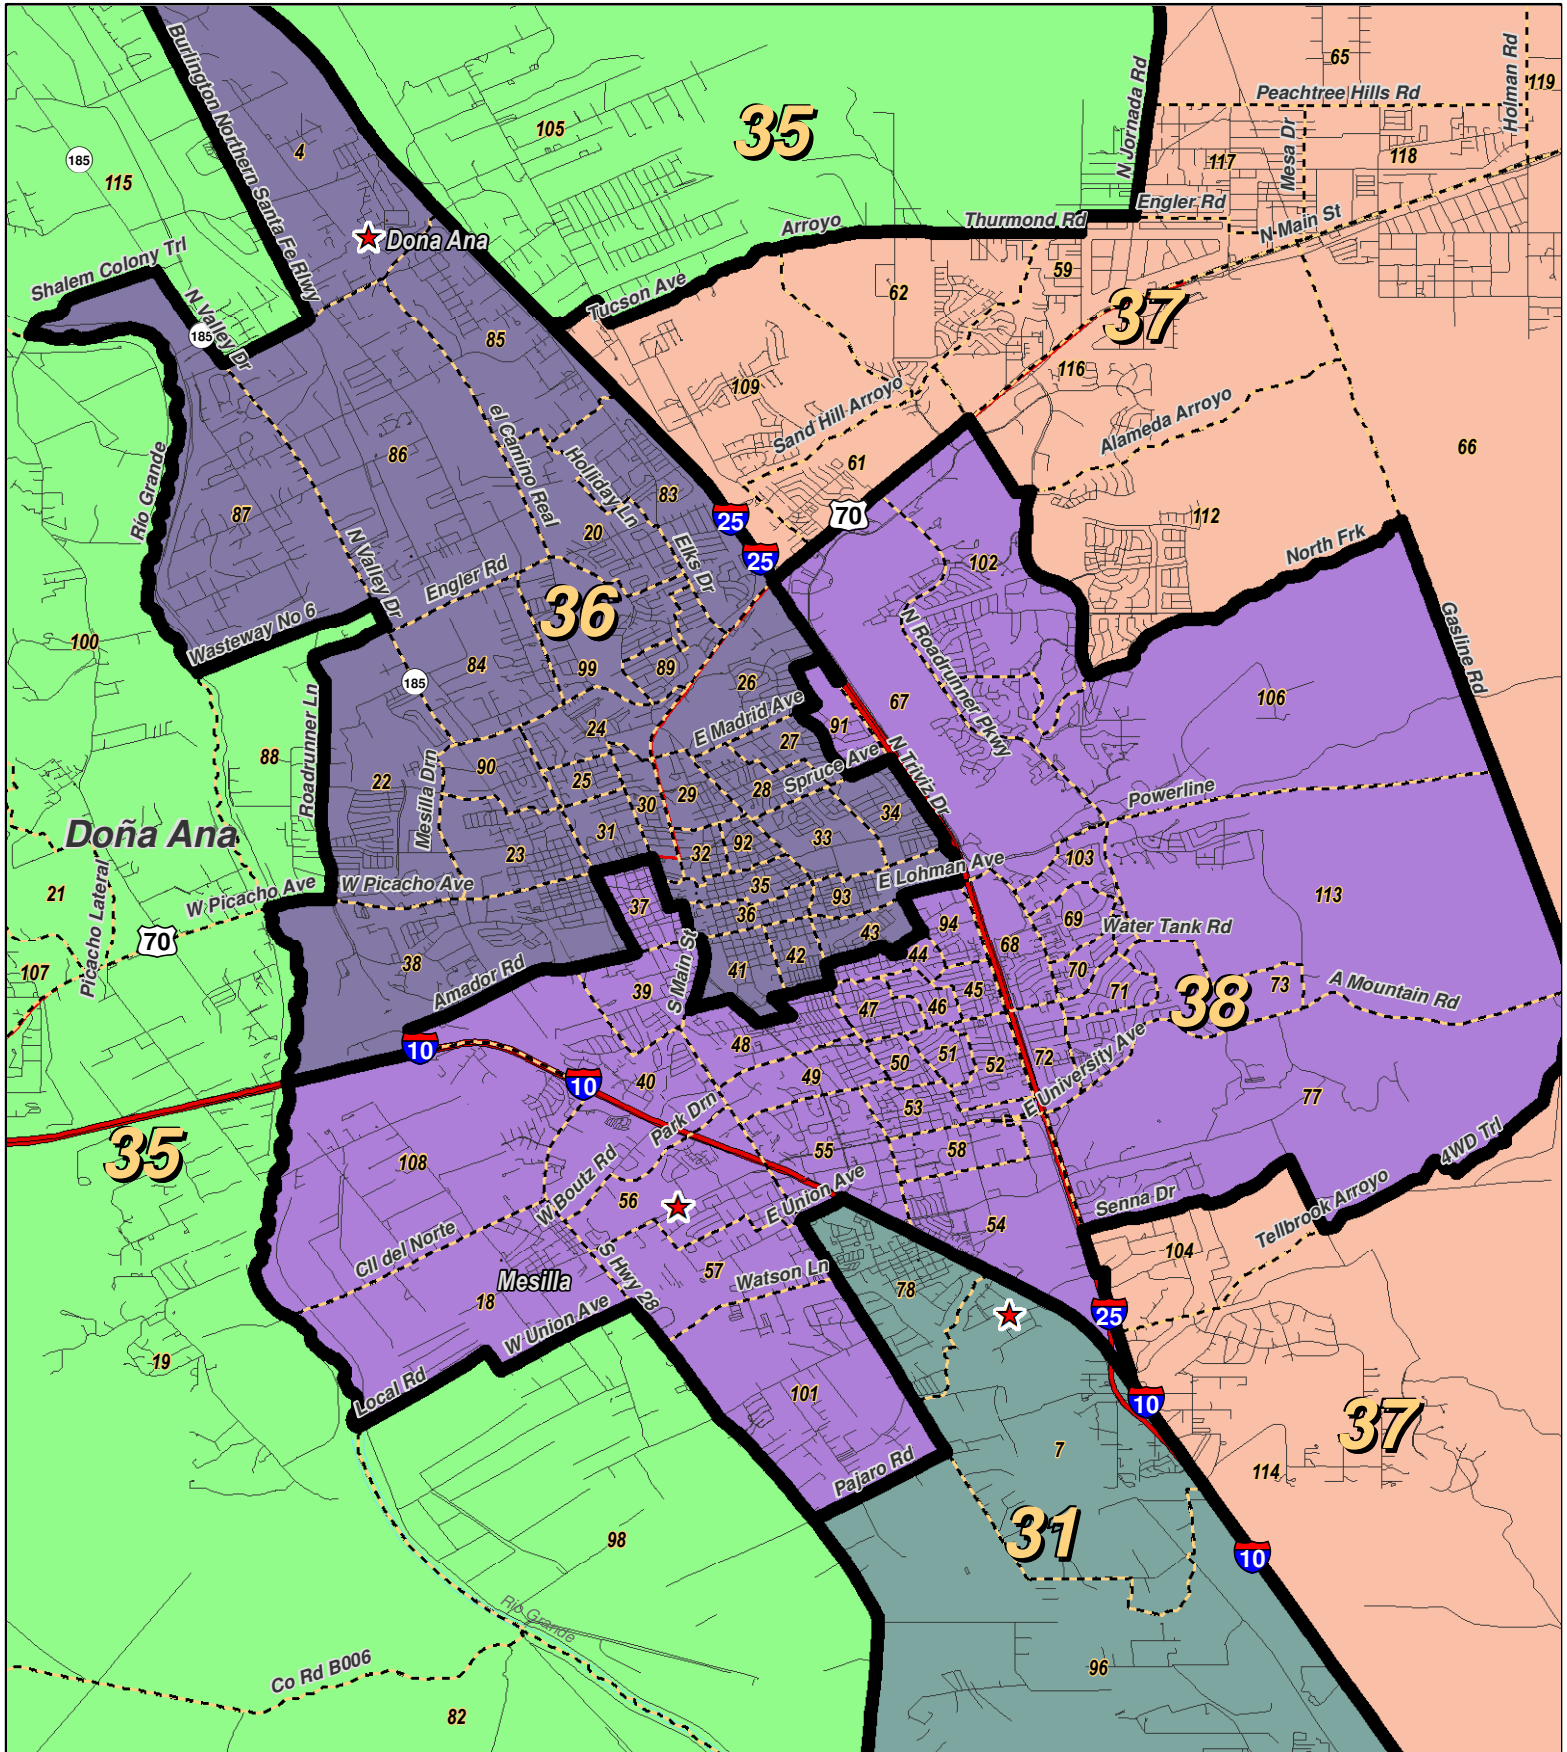 65
Holman Rd
119
Peachtree Hills Rd
Burlington Northern Santa Fe Rlwy
105
35
N Jornada Rd
Mesa Dr
118
117
4
185
115
Engler Rd
N Main St
Arroyo
Thurmond Rd
Doña Ana
Shalem Colony Trl
59
62
Tucson Ave
37
N Valley Dr
185
85
116
109
Sand Hill Arroyo
Alameda Arroyo
el Camino Real
86
Holliday Ln
61
66
Rio Grande
83
87
25
70
112
20
North Frk
N Valley Dr
Elks Dr
25
102
Engler Rd
36
Wasteway No 6
N Roadrunner Pkwy
Gasline Rd
100
84
99
89
185
26
67
106
Roadrunner Ln
E Madrid Ave
24
91
27
88
90
N Triviz Dr
Spruce Ave
22
25
28
29
Powerline
Mesilla Drn
30
34
31
33
Doña Ana
92
32
23
103
E Lohman Ave
W Picacho Ave
W Picacho Ave
35
21
93
113
Picacho Lateral
37
36
69
94
Water Tank Rd
70
43
68
S Main St
44
42
38
41
70
107
Amador Rd
39
45
71
73
A Mountain Rd
38
47
46
10
48
51
50
52
72
E University Ave
49
40
10
77
53
Park Drn
4WD Trl
35
108
55
58
W Boutz Rd
56
E Union Ave
Senna Dr
Tellbrook Arroyo
54
Cll del Norte
104
S Hwy 28
57
Watson Ln
Mesilla
78
18
W Union Ave
25
19
Local Rd
101
10
37
7
Pajaro Rd
114
31
98
10
Rio Grande
Co Rd B006
96
82